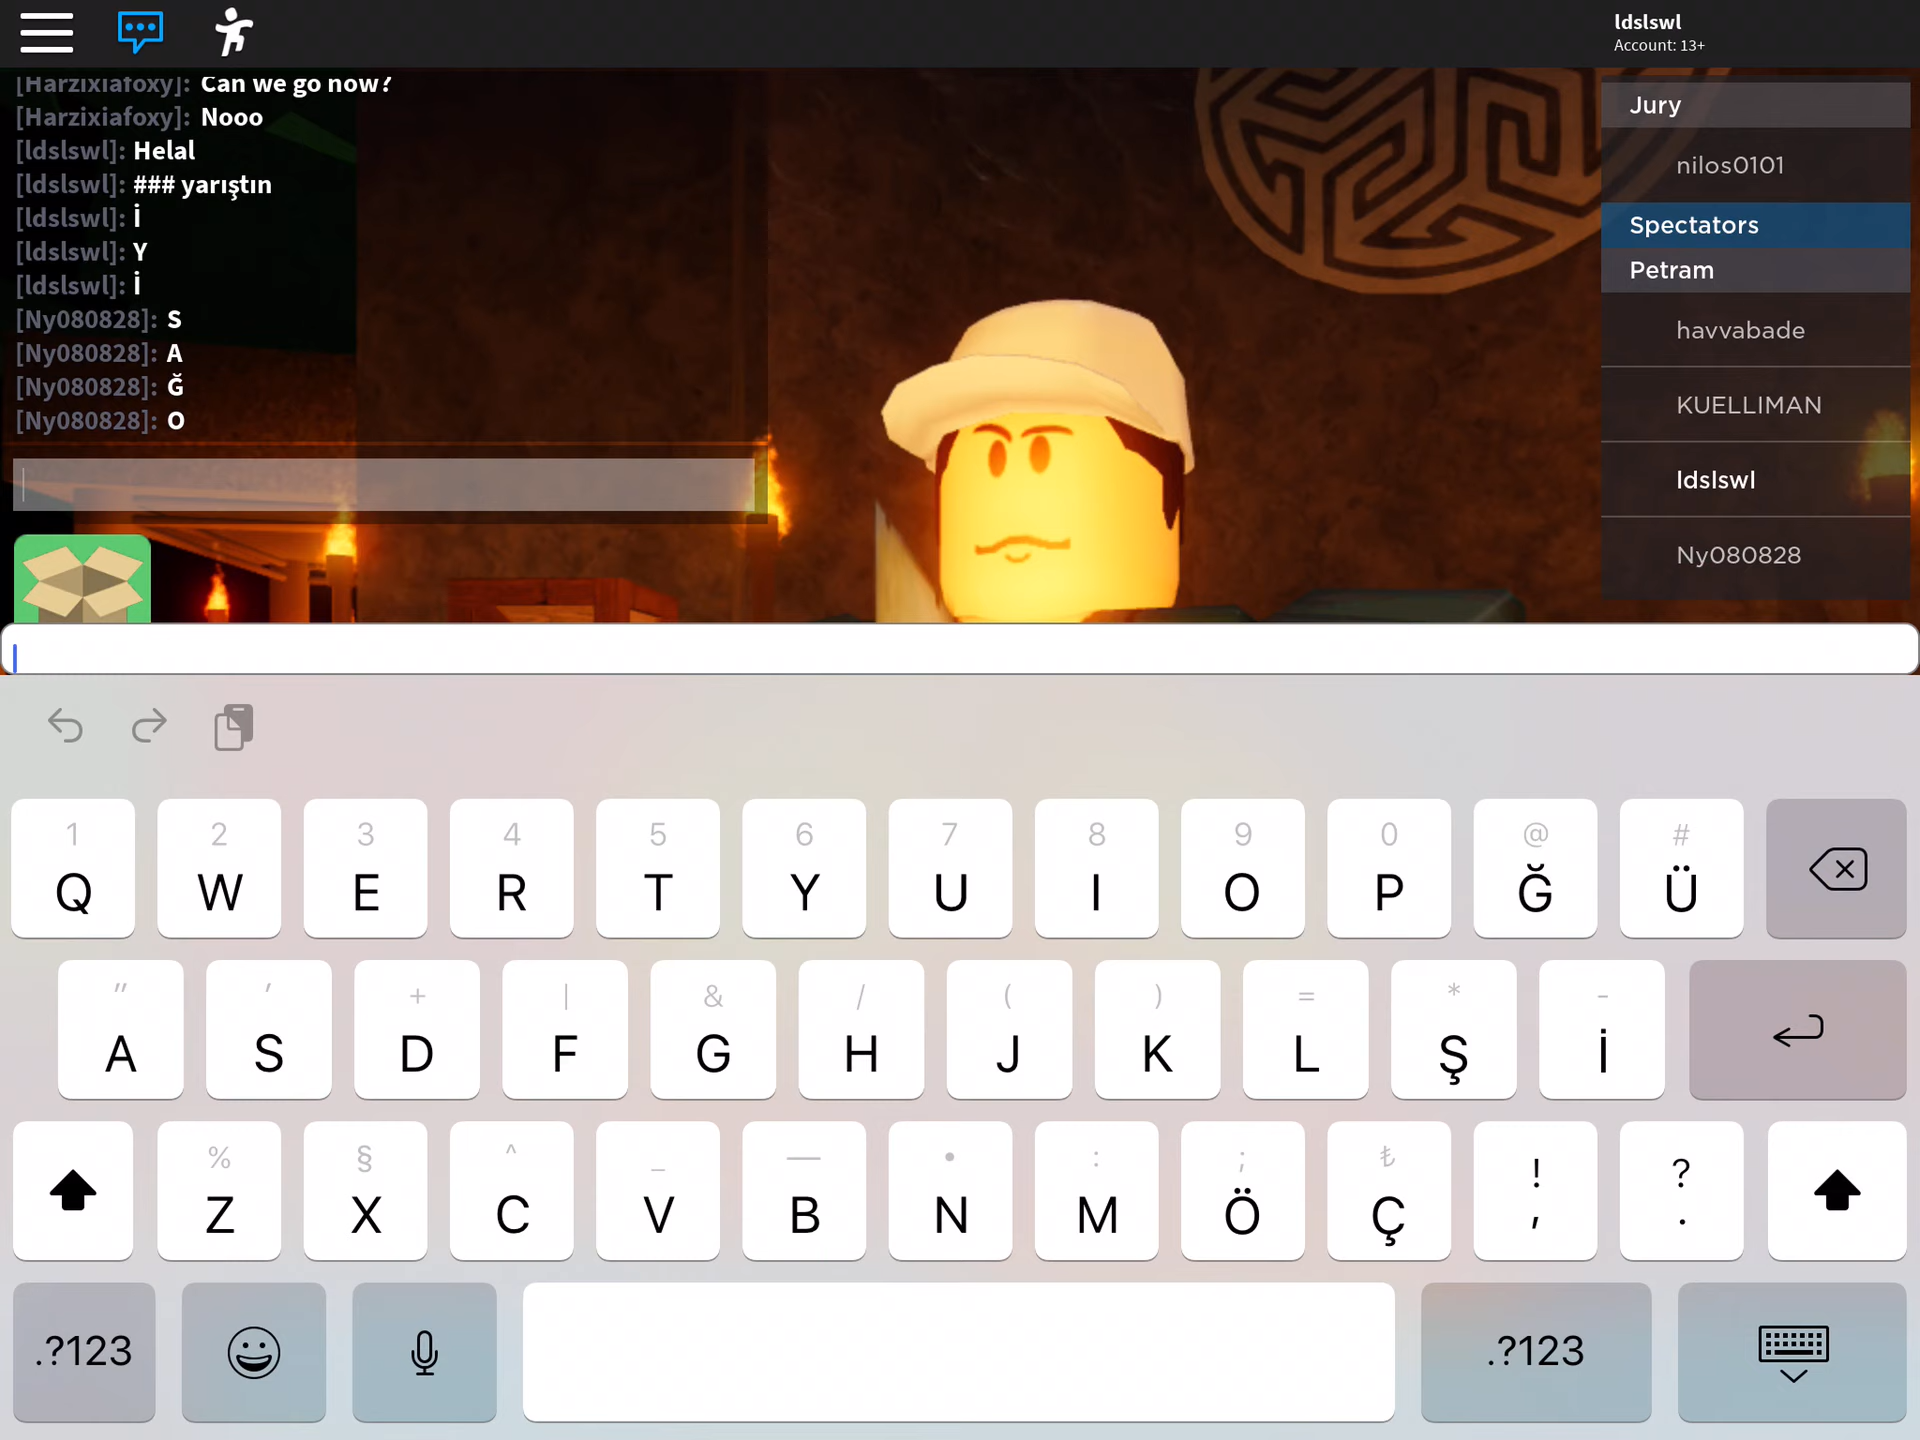 ldslswl
Account: 13+
[Harzixiafoxy]: Can we go now?
[Harzixiafoxy]: Nooo
[ldslswl]: Helal
[ldslswl]: ### yarıştın
[ldslswl]: İ
[ldslswl]: Y
[ldslswl]: İ
[Ny080828]: S
[Ny080828]: A
[Ny080828]: Ğ
[Ny080828]: O
Jury
nilos0101
Spectators
Petram
havvabade
KUELLIMAN
ldslswl
Ny080828
1 2 3 4 5 6 7 8 9 0 @ #
Q W E R T Y U I O P Ğ Ü
" ' + | & / ( ) = * -
A S D F G H J K L Ş İ
% § ^ _ — • : ; ₺ ! ?
Z X C V B N M Ö Ç , .
.?123 .?123